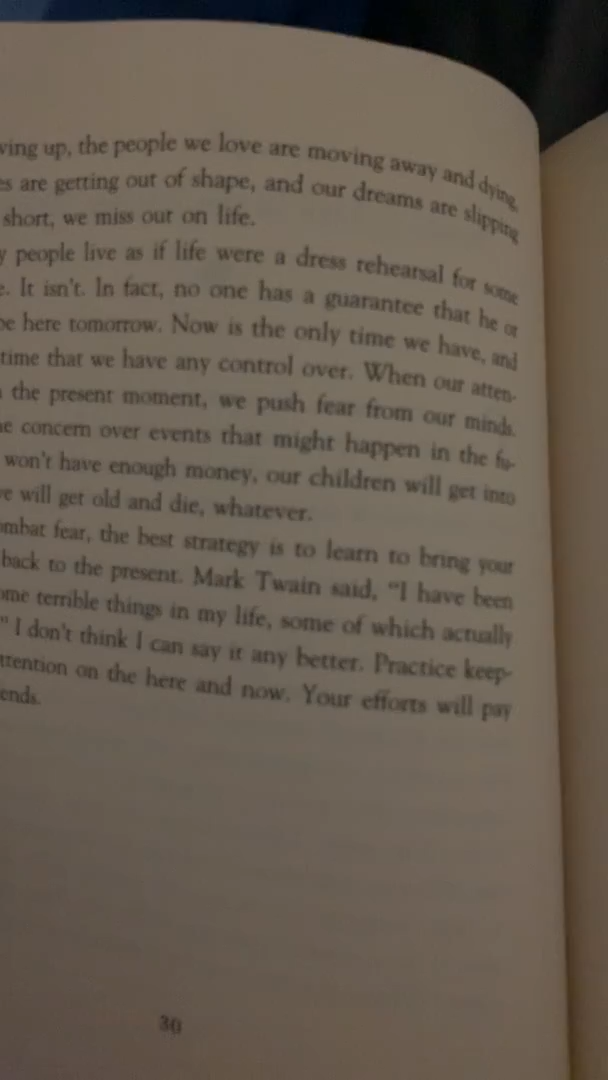 ving up, the people we love are moving away and dying,
es are getting out of shape, and our dreams are slipping
short, we miss out on life.
y people live as if life were a dress rehearsal for some
e. It isn't. In fact, no one has a guarantee that he or
be here tomorrow. Now is the only time we have, and
time that we have any control over. When our atten-
the present moment, we push fear from our minds.
e concern over events that might happen in the fu-
won't have enough money, our children will get into
ve will get old and die, whatever.
ombat fear, the best strategy is to learn to bring your
back to the present. Mark Twain said, "I have been
ome terrible things in my life, some of which actually
" I don't think I can say it any better. Practice keep-
ttention on the here and now. Your efforts will pay
ends.
30